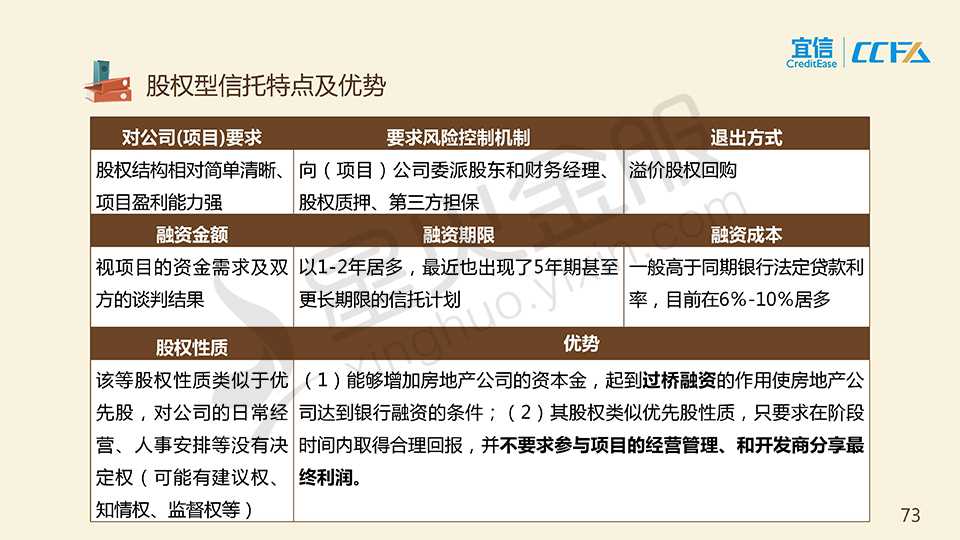 宜信
CreditEase
CCFA
股权型信托特点及优势
对公司(项目)要求
要求风险控制机制
退出方式
股权结构相对简单清晰、
项目盈利能力强
向（项目）公司委派股东和财务经理、
股权质押、第三方担保
溢价股权回购
融资金额
融资期限
融资成本
视项目的资金需求及双
方的谈判结果
以1-2年居多，最近也出现了5年期甚至
更长期限的信托计划
一般高于同期银行法定贷款利
率，目前在6%-10%居多
股权性质
优势
该等股权性质类似于优
先股，对公司的日常经
营、人事安排等没有决
定权（可能有建议权、
知情权、监督权等）
（1）能够增加房地产公司的资本金，起到过桥融资的作用使房地产公
司达到银行融资的条件；（2）其股权类似优先股性质，只要求在阶段
时间内取得合理回报，并不要求参与项目的经营管理、和开发商分享最
终利润。
星火金服
xinghuo.yixin.com
73